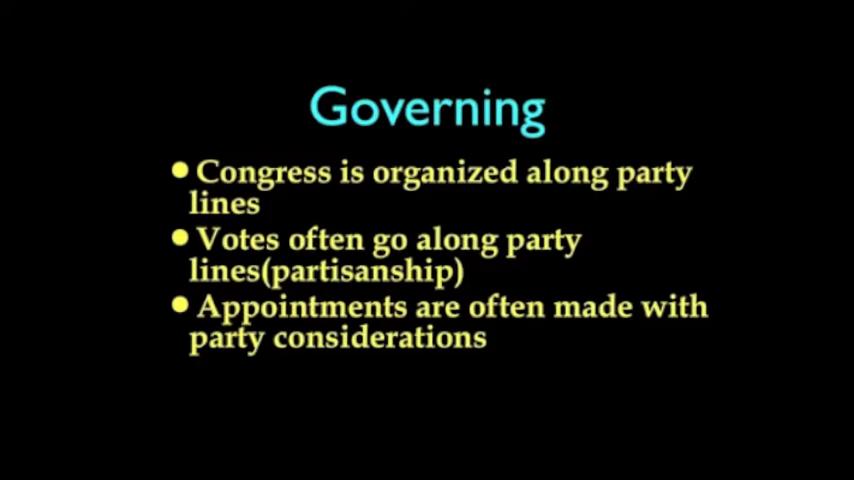 Governing
• Congress is organized along party
lines
• Votes often go along party
lines(partisanship)
• Appointments are often made with
party considerations